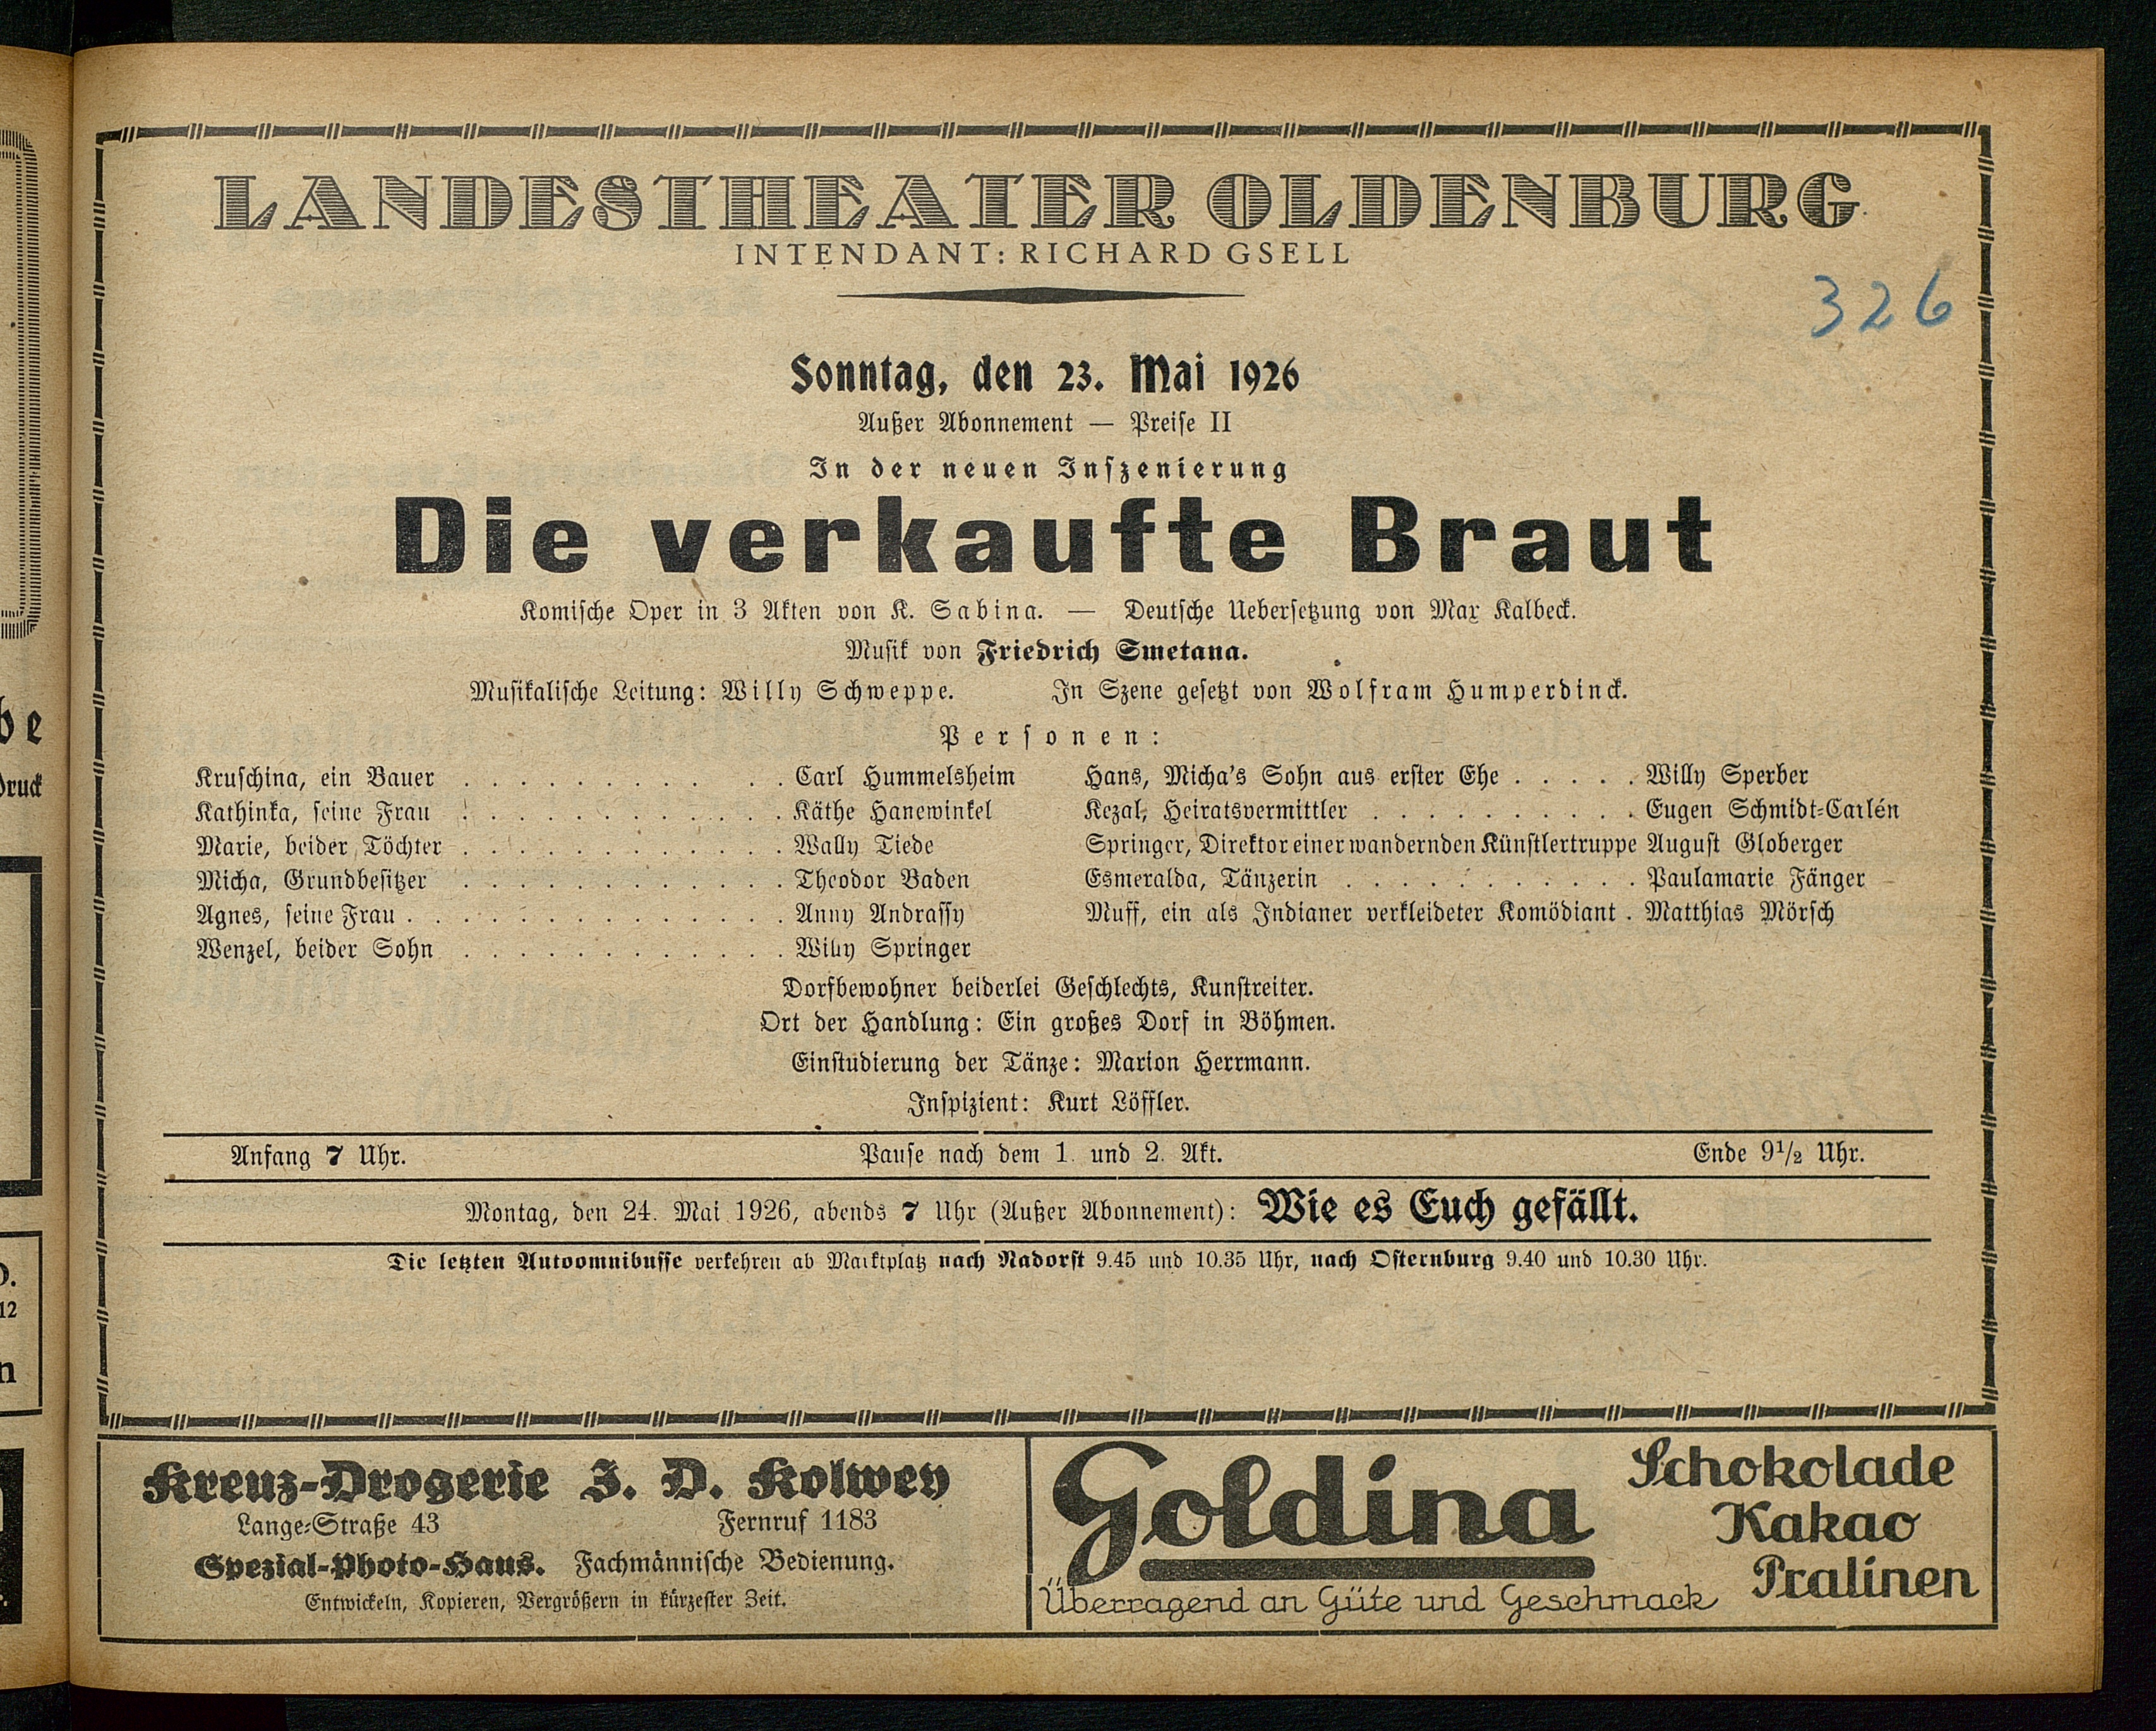 LANDESTHEATER OLDENBURG
INTENDANT: RICHARD GSELL
326
Sonntag, den 23. Mai 1926
Außer Abonnement — Preise II
In der neuen Inszenierung
Die verkaufte Braut
Komische Oper in 3 Akten von K. Sabina. — Deutsche Uebersetzung von Max Kalbeck.
Musik von Friedrich Smetana.
Musikalische Leitung: Willy Schweppe. In Szene gesetzt von Wolfram Humperdinck.
Personen:
Kruschina, ein Bauer . . . . . . . . . . . . Carl Hummelsheim
Kathinka, seine Frau . . . . . . . . . . . . Käthe Hanewinkel
Marie, beider Töchter . . . . . . . . . . . . Wally Tiede
Micha, Grundbesitzer . . . . . . . . . . . . Theodor Baden
Agnes, seine Frau . . . . . . . . . . . . . . Anny Andrassy
Wenzel, beider Sohn . . . . . . . . . . . . Willy Springer
Hans, Micha's Sohn aus erster Ehe . . . . . Willy Sperber
Kezal, Heiratsvermittler . . . . . . . . . . Eugen Schmidt-Carlén
Springer, Direktor einer wandernden Künstlertruppe August Globerger
Esmeralda, Tänzerin . . . . . . . . . . . Paulamarie Fänger
Muff, ein als Indianer verkleideter Komödiant . Matthias Mörsch
Dorfbewohner beiderlei Geschlechts, Kunstreiter.
Ort der Handlung: Ein großes Dorf in Böhmen.
Einstudierung der Tänze: Marion Herrmann.
Inspizient: Kurt Löffler.
Anfang 7 Uhr. Pause nach dem 1. und 2. Akt. Ende 9½ Uhr.
Montag, den 24. Mai 1926, abends 7 Uhr (Außer Abonnement): Wie es Euch gefällt.
Die letzten Autoomnibusse verkehren ab Marktplatz nach Nadorst 9.45 und 10.35 Uhr, nach Osternburg 9.40 und 10.30 Uhr.
Kreuz-Drogerie J. D. Kolwey
Lange-Straße 43 Fernruf 1183
Spezial-Photo-Haus. Fachmännische Bedienung.
Entwickeln, Kopieren, Vergrößern in kürzester Zeit.
Goldina
Überragend an Güte und Geschmack
Schokolade
Kakao
Pralinen